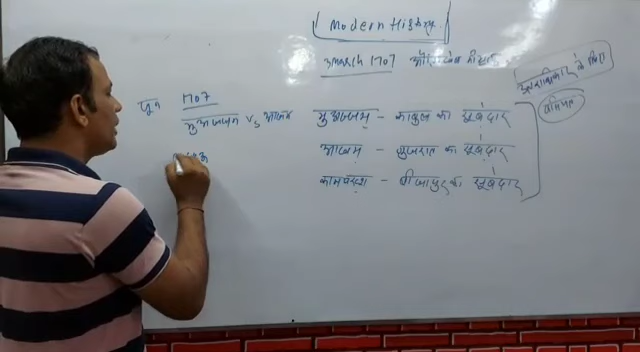 Modern History
3 march 1707 औरंगजेब की मृत्यु
उत्तराधिकार के लिए
जून 1707
मुअज्जम Vs आजम
मुअज्जम - काबुल का सूबेदार
आजम - गुजरात का सूबेदार
कामबख्श - बीजापुर का सूबेदार